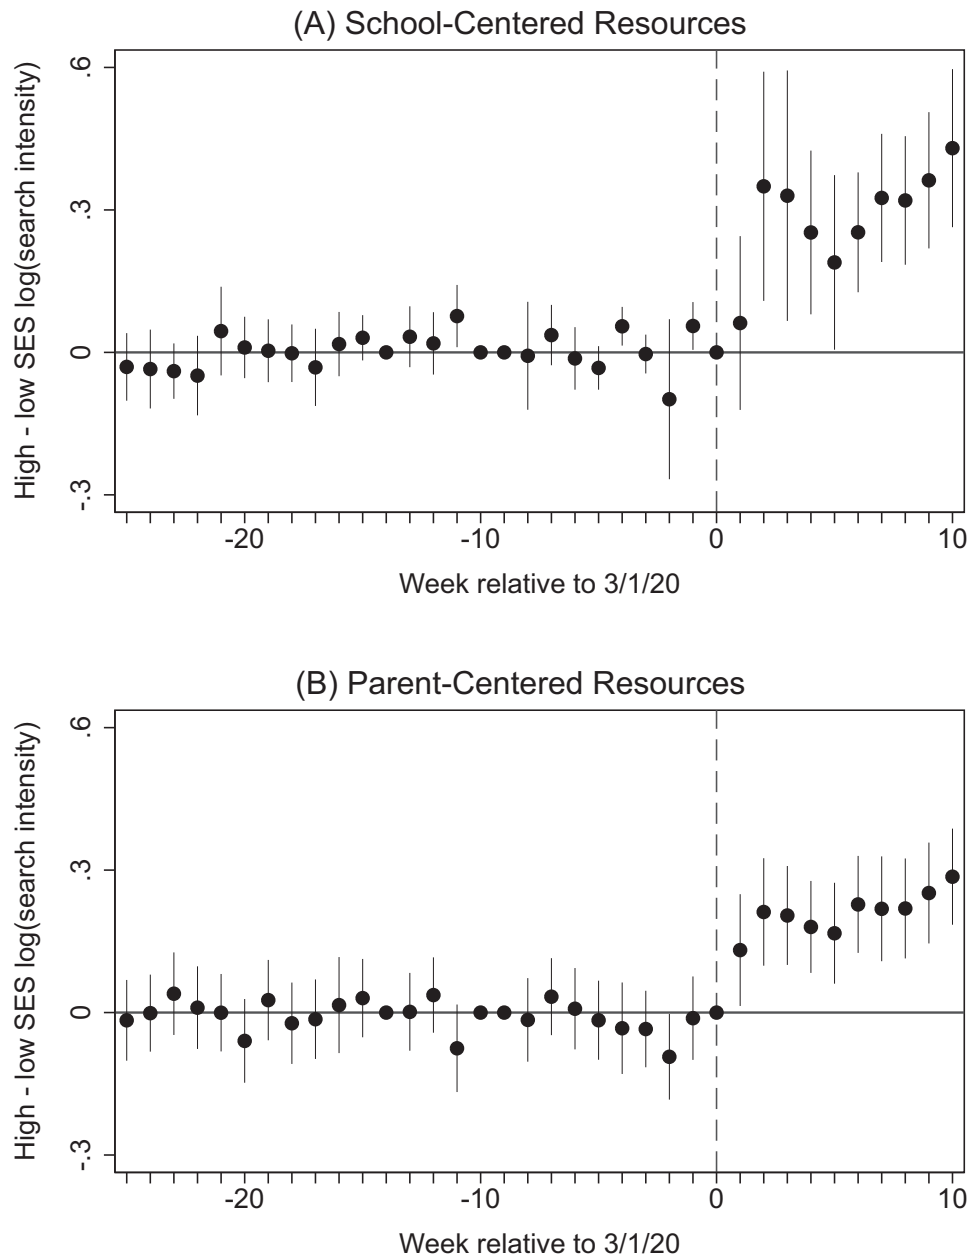 (A) School-Centered Resources
High - low SES log(search intensity)
.6
.3
0
-.3
-20
-10
0
10
Week relative to 3/1/20
(B) Parent-Centered Resources
High - low SES log(search intensity)
.6
.3
0
-.3
-20
-10
0
10
Week relative to 3/1/20